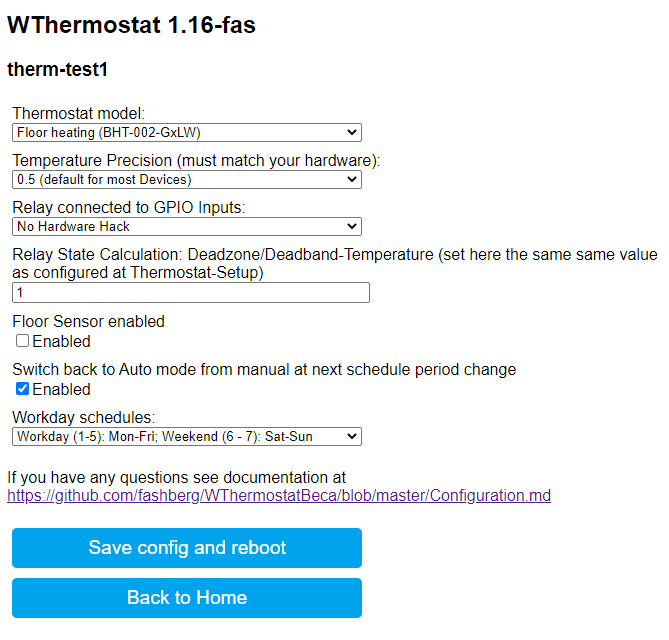 WThermostat 1.16-fas
therm-test1
Thermostat model:
Floor heating (BHT-002-GxLW)
Temperature Precision (must match your hardware):
0.5 (default for most Devices)
Relay connected to GPIO Inputs:
No Hardware Hack
Relay State Calculation: Deadzone/Deadband-Temperature (set here the same same value
as configured at Thermostat-Setup)
1
Floor Sensor enabled
Enabled
Switch back to Auto mode from manual at next schedule period change
Enabled
Workday schedules:
Workday (1-5): Mon-Fri; Weekend (6 - 7): Sat-Sun
If you have any questions see documentation at
https://github.com/fashberg/WThermostatBeca/blob/master/Configuration.md
Save config and reboot
Back to Home